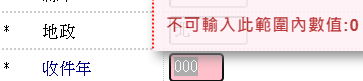 不可輸入此範圍內數值:0
* 地政
* 收件年 000